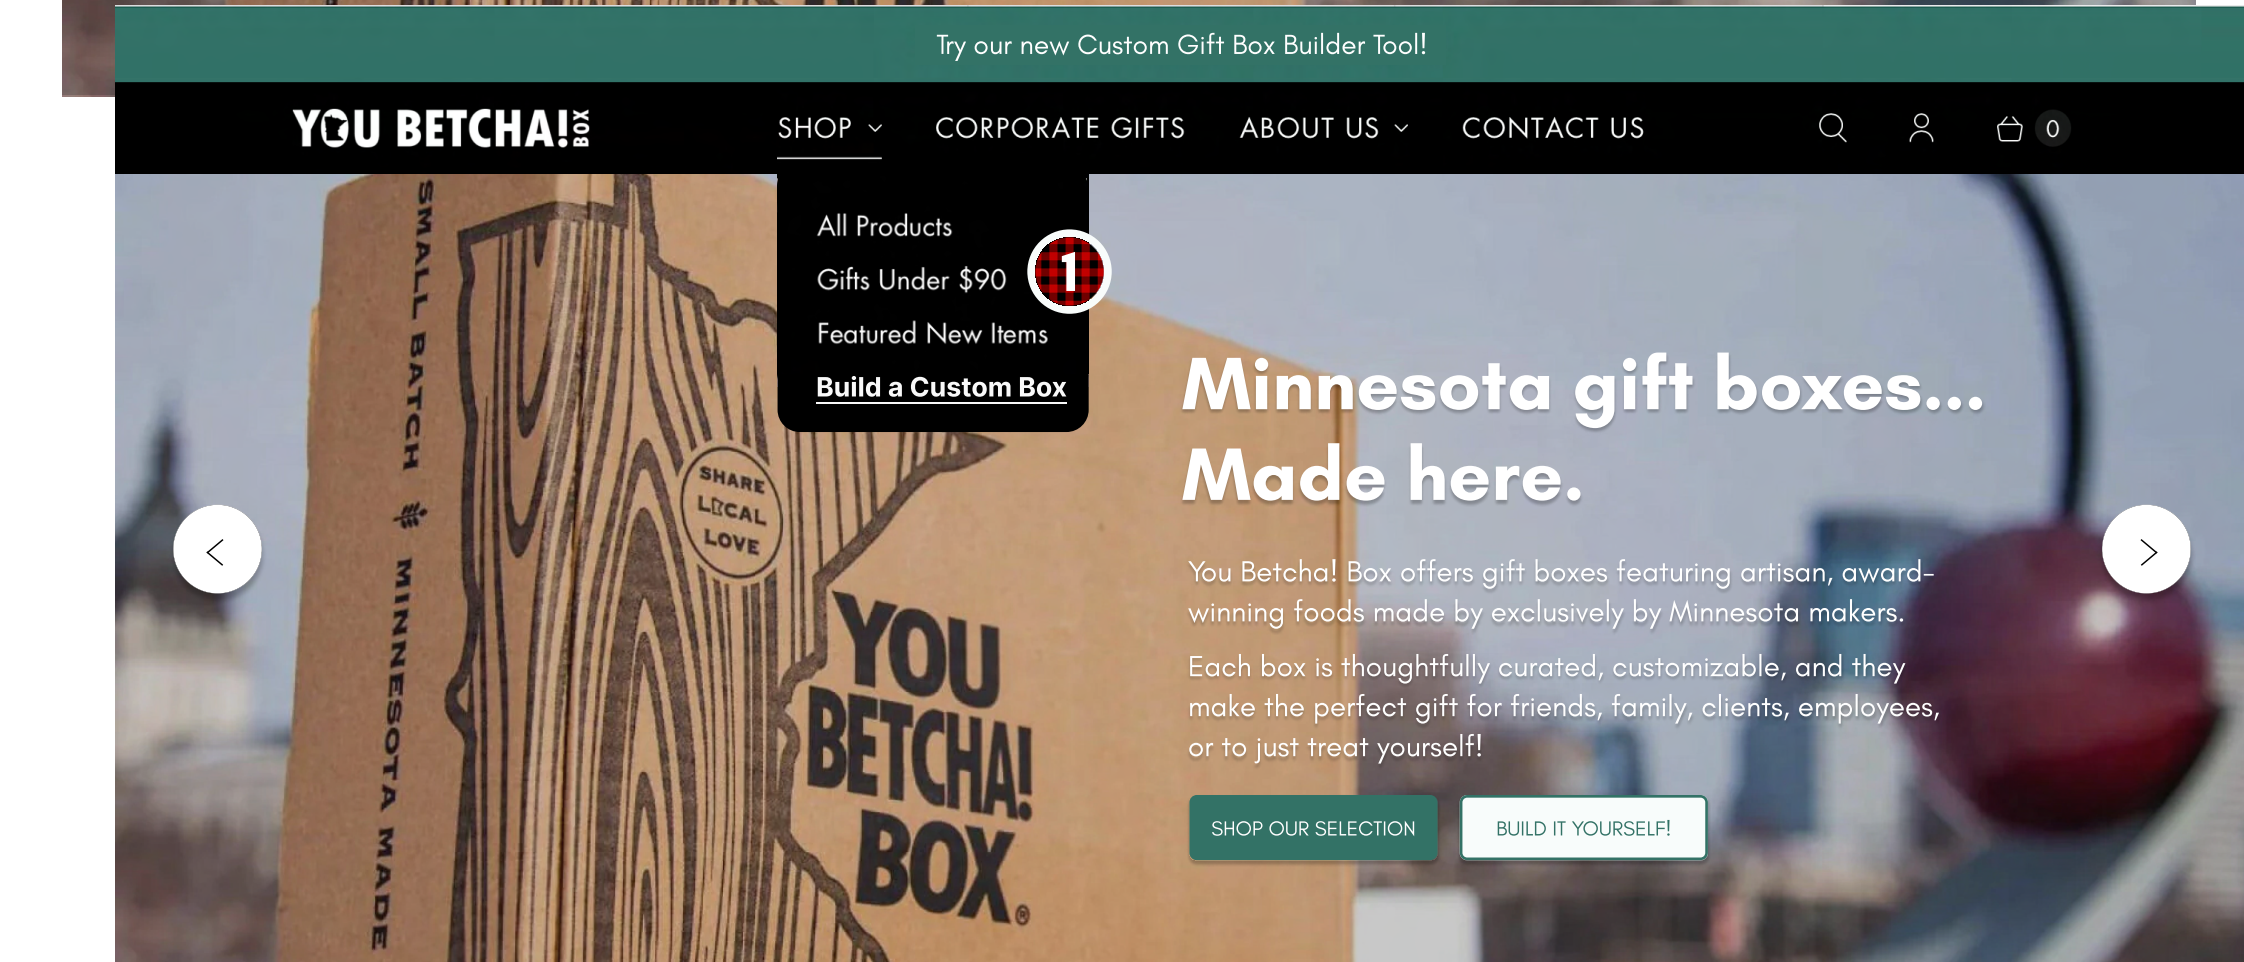 Try our new Custom Gift Box Builder Tool!
YOU BETCHA! BOX
SHOP
CORPORATE GIFTS
ABOUT US
CONTACT US
0
All Products
Gifts Under $90
1
Featured New Items
Build a Custom Box
SMALL BATCH MINNESOTA MADE
SHARE
LOCAL
LOVE
YOU
BETCHA!
BOX®
Minnesota gift boxes...
Made here.
You Betcha! Box offers gift boxes featuring artisan, award-
winning foods made by exclusively by Minnesota makers.
Each box is thoughtfully curated, customizable, and they
make the perfect gift for friends, family, clients, employees,
or to just treat yourself!
SHOP OUR SELECTION
BUILD IT YOURSELF!